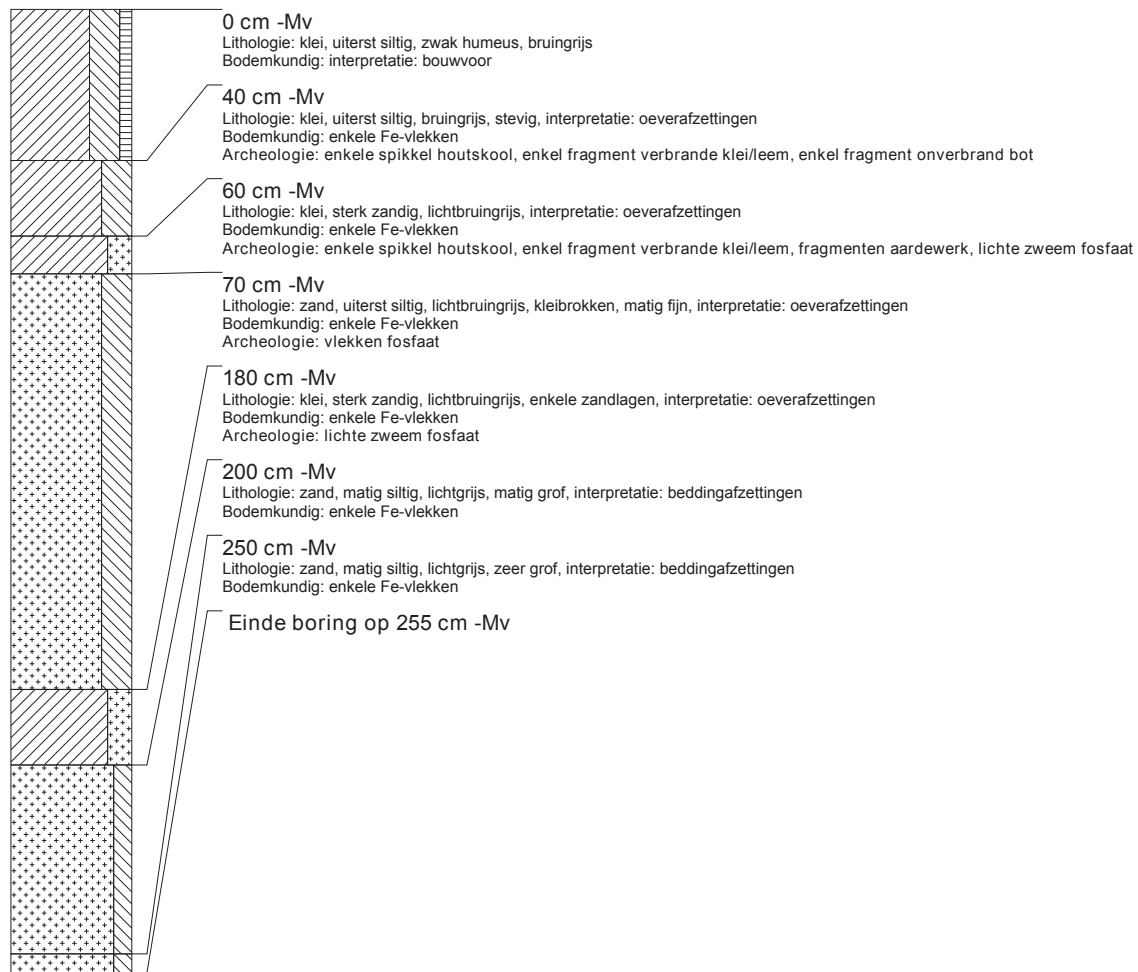 0 cm -Mv
Lithologie: klei, uiterst siltig, zwak humeus, bruingrijs
Bodemkundig: interpretatie: bouwvoor
40 cm -Mv
Lithologie: klei, uiterst siltig, bruingrijs, stevig, interpretatie: oeverafzettingen
Bodemkundig: enkele Fe-vlekken
Archeologie: enkele spikkel houtskool, enkel fragment verbrande klei/leem, enkel fragment onverbrand bot
60 cm -Mv
Lithologie: klei, sterk zandig, lichtbruingrijs, interpretatie: oeverafzettingen
Bodemkundig: enkele Fe-vlekken
Archeologie: enkele spikkel houtskool, enkel fragment verbrande klei/leem, fragmenten aardewerk, lichte zweem fosfaat
70 cm -Mv
Lithologie: zand, uiterst siltig, lichtbruingrijs, kleibrokken, matig fijn, interpretatie: oeverafzettingen
Bodemkundig: enkele Fe-vlekken
Archeologie: vlekken fosfaat
180 cm -Mv
Lithologie: klei, sterk zandig, lichtbruingrijs, enkele zandlagen, interpretatie: oeverafzettingen
Bodemkundig: enkele Fe-vlekken
Archeologie: lichte zweem fosfaat
200 cm -Mv
Lithologie: zand, matig siltig, lichtgrijs, matig grof, interpretatie: beddingafzettingen
Bodemkundig: enkele Fe-vlekken
250 cm -Mv
Lithologie: zand, matig siltig, lichtgrijs, zeer grof, interpretatie: beddingafzettingen
Bodemkundig: enkele Fe-vlekken
Einde boring op 255 cm -Mv